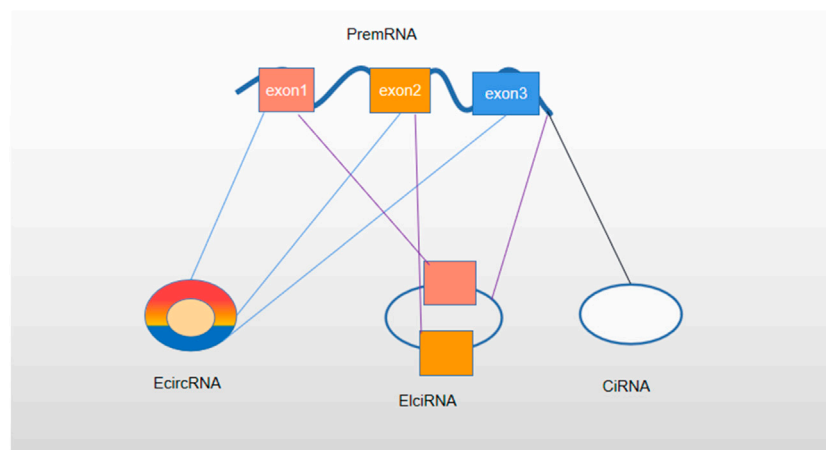 PremRNA
exon1
exon2
exon3
EcircRNA
ElciRNA
CiRNA